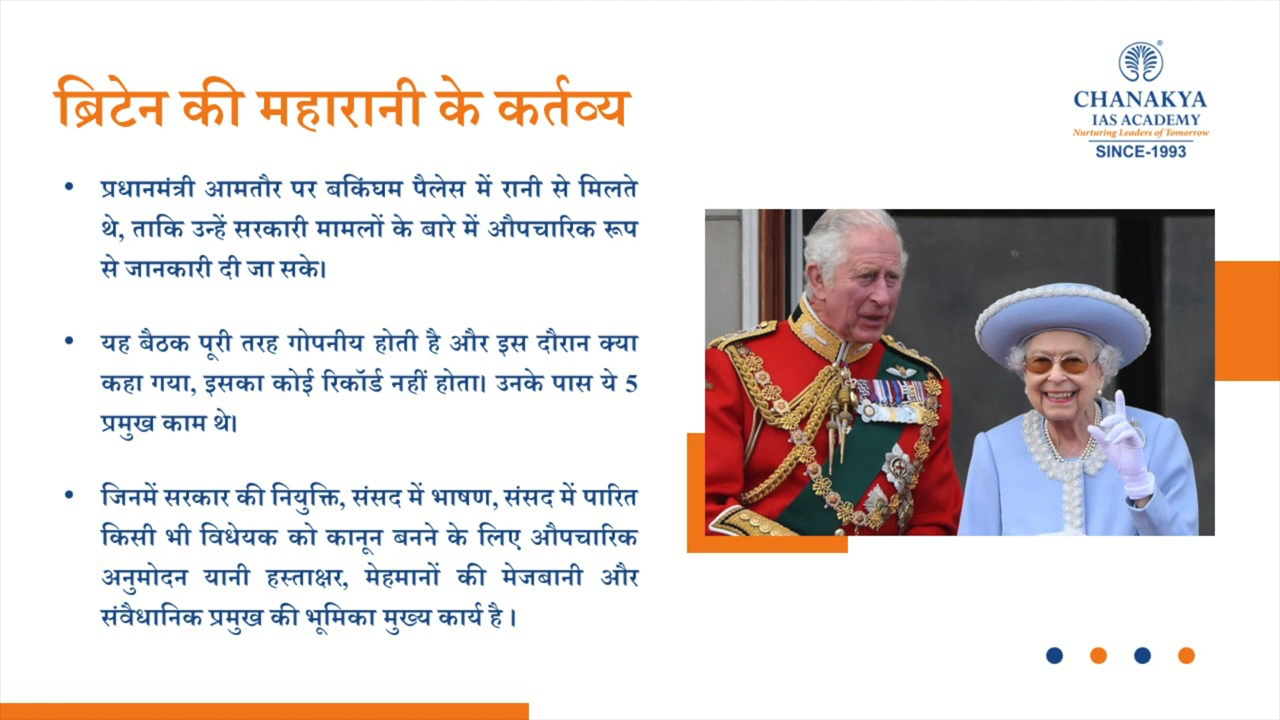 ब्रिटेन की महारानी के कर्तव्य
CHANAKYA
IAS ACADEMY
Nurturing Leaders of Tomorrow
SINCE-1993
• प्रधानमंत्री आमतौर पर बकिंघम पैलेस में रानी से मिलते
थे, ताकि उन्हें सरकारी मामलों के बारे में औपचारिक रूप
से जानकारी दी जा सके।
• यह बैठक पूरी तरह गोपनीय होती है और इस दौरान क्या
कहा गया, इसका कोई रिकॉर्ड नहीं होता। उनके पास ये 5
प्रमुख काम थे।
• जिनमें सरकार की नियुक्ति, संसद में भाषण, संसद में पारित
किसी भी विधेयक को कानून बनने के लिए औपचारिक
अनुमोदन यानी हस्ताक्षर, मेहमानों की मेजबानी और
संवैधानिक प्रमुख की भूमिका मुख्य कार्य है ।